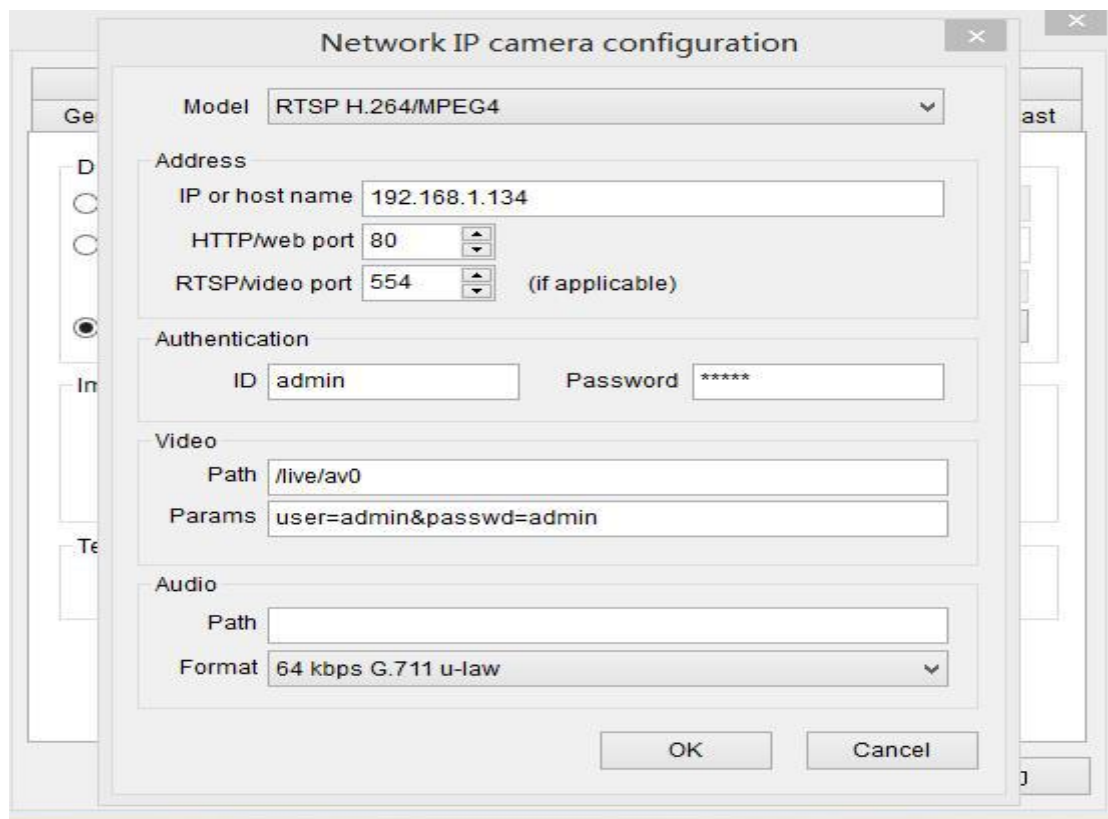 Network IP camera configuration
Model RTSP H.264/MPEG4
Address
IP or host name 192.168.1.134
HTTP/web port 80
RTSP/video port 554 (if applicable)
Authentication
ID admin Password *****
Video
Path /live/av0
Params user=admin&passwd=admin
Audio
Path
Format 64 kbps G.711 u-law
OK Cancel